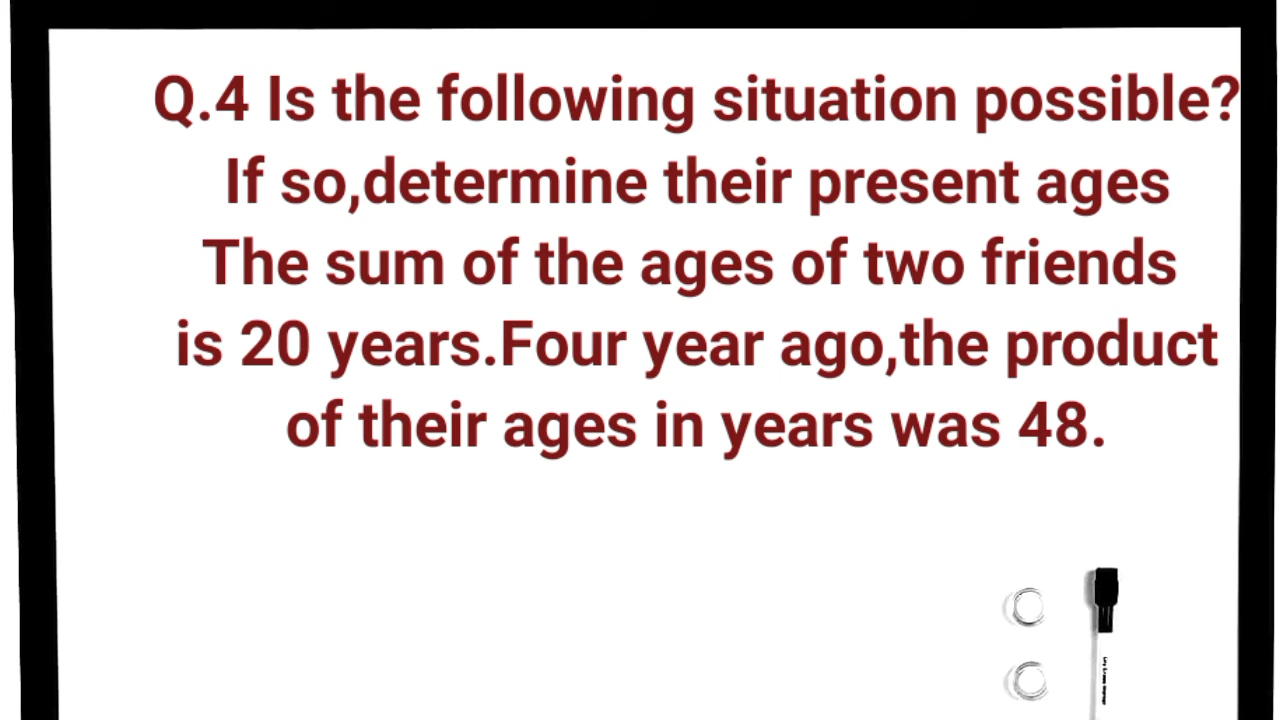 Q.4 Is the following situation possible?
If so,determine their present ages
The sum of the ages of two friends
is 20 years.Four year ago,the product
of their ages in years was 48.